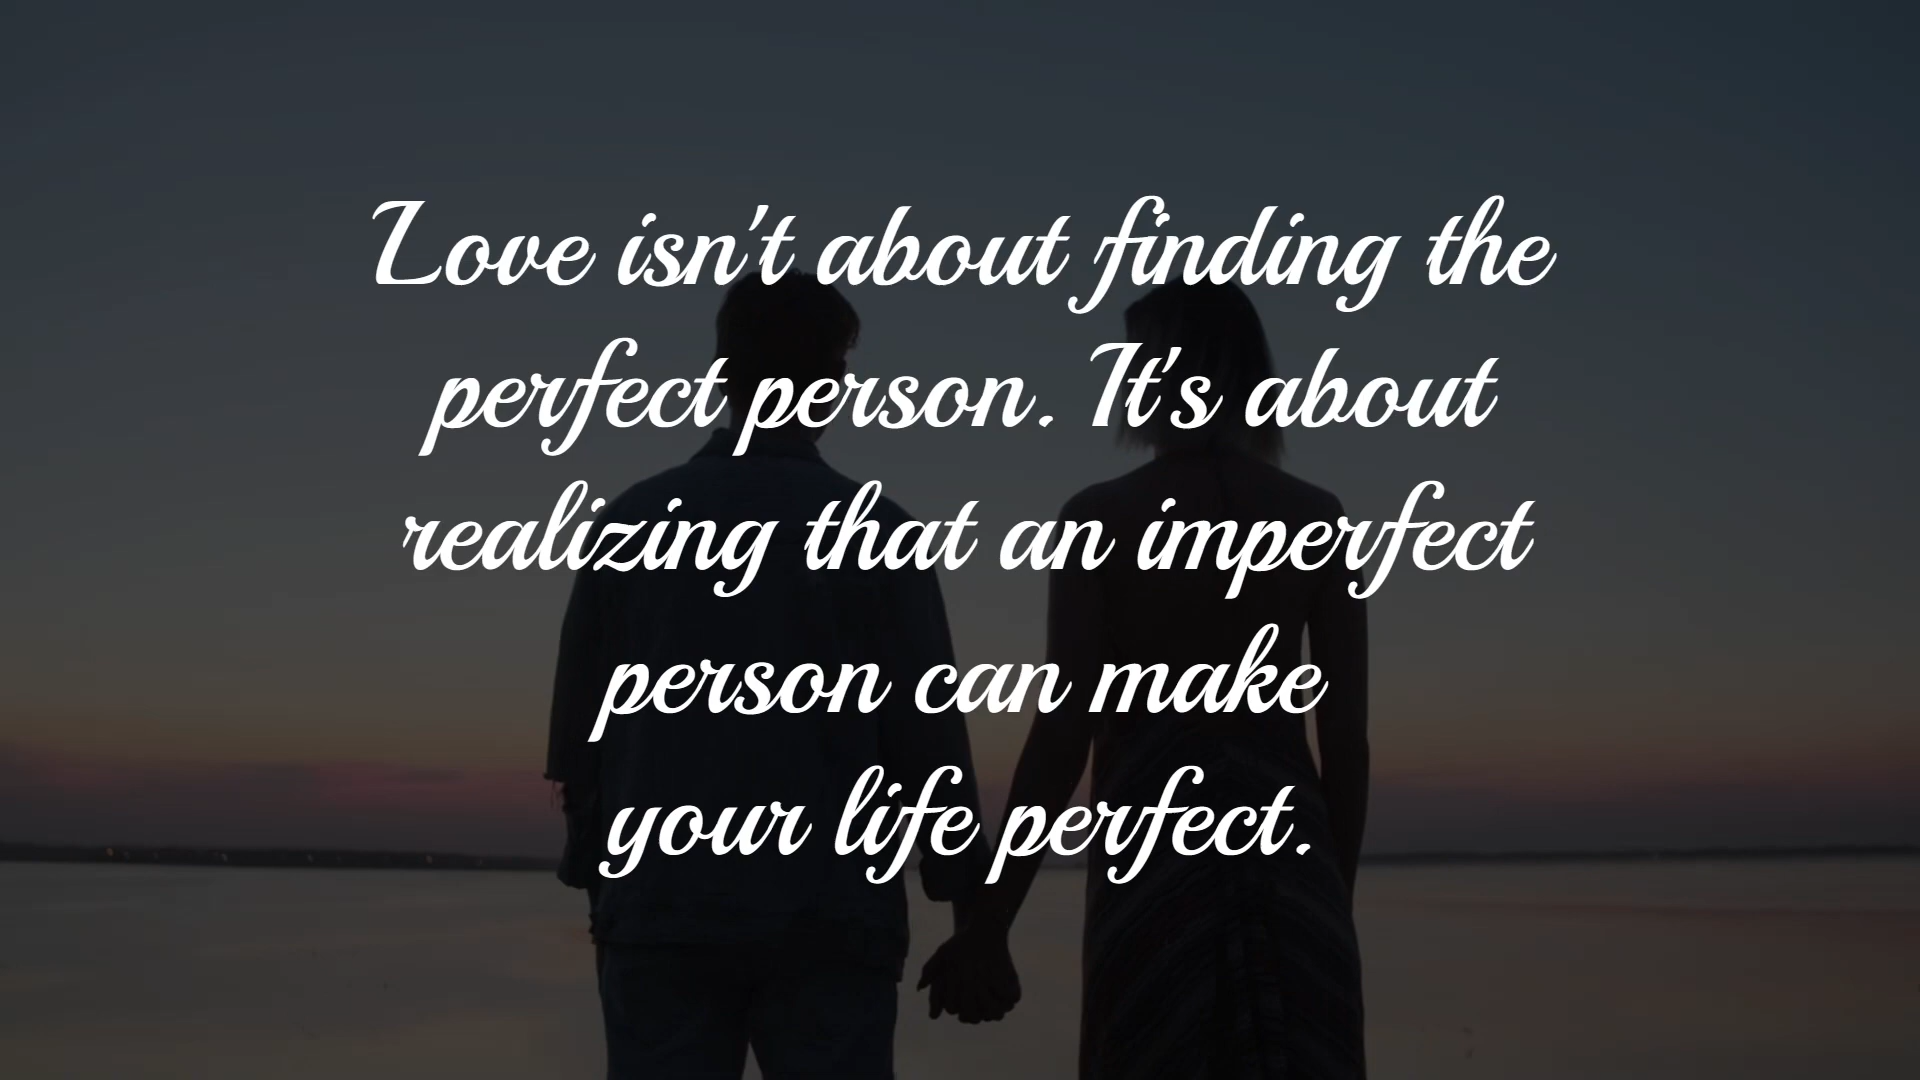 Love isn't about finding the
perfect person. It's about
realizing that an imperfect
person can make
your life perfect.